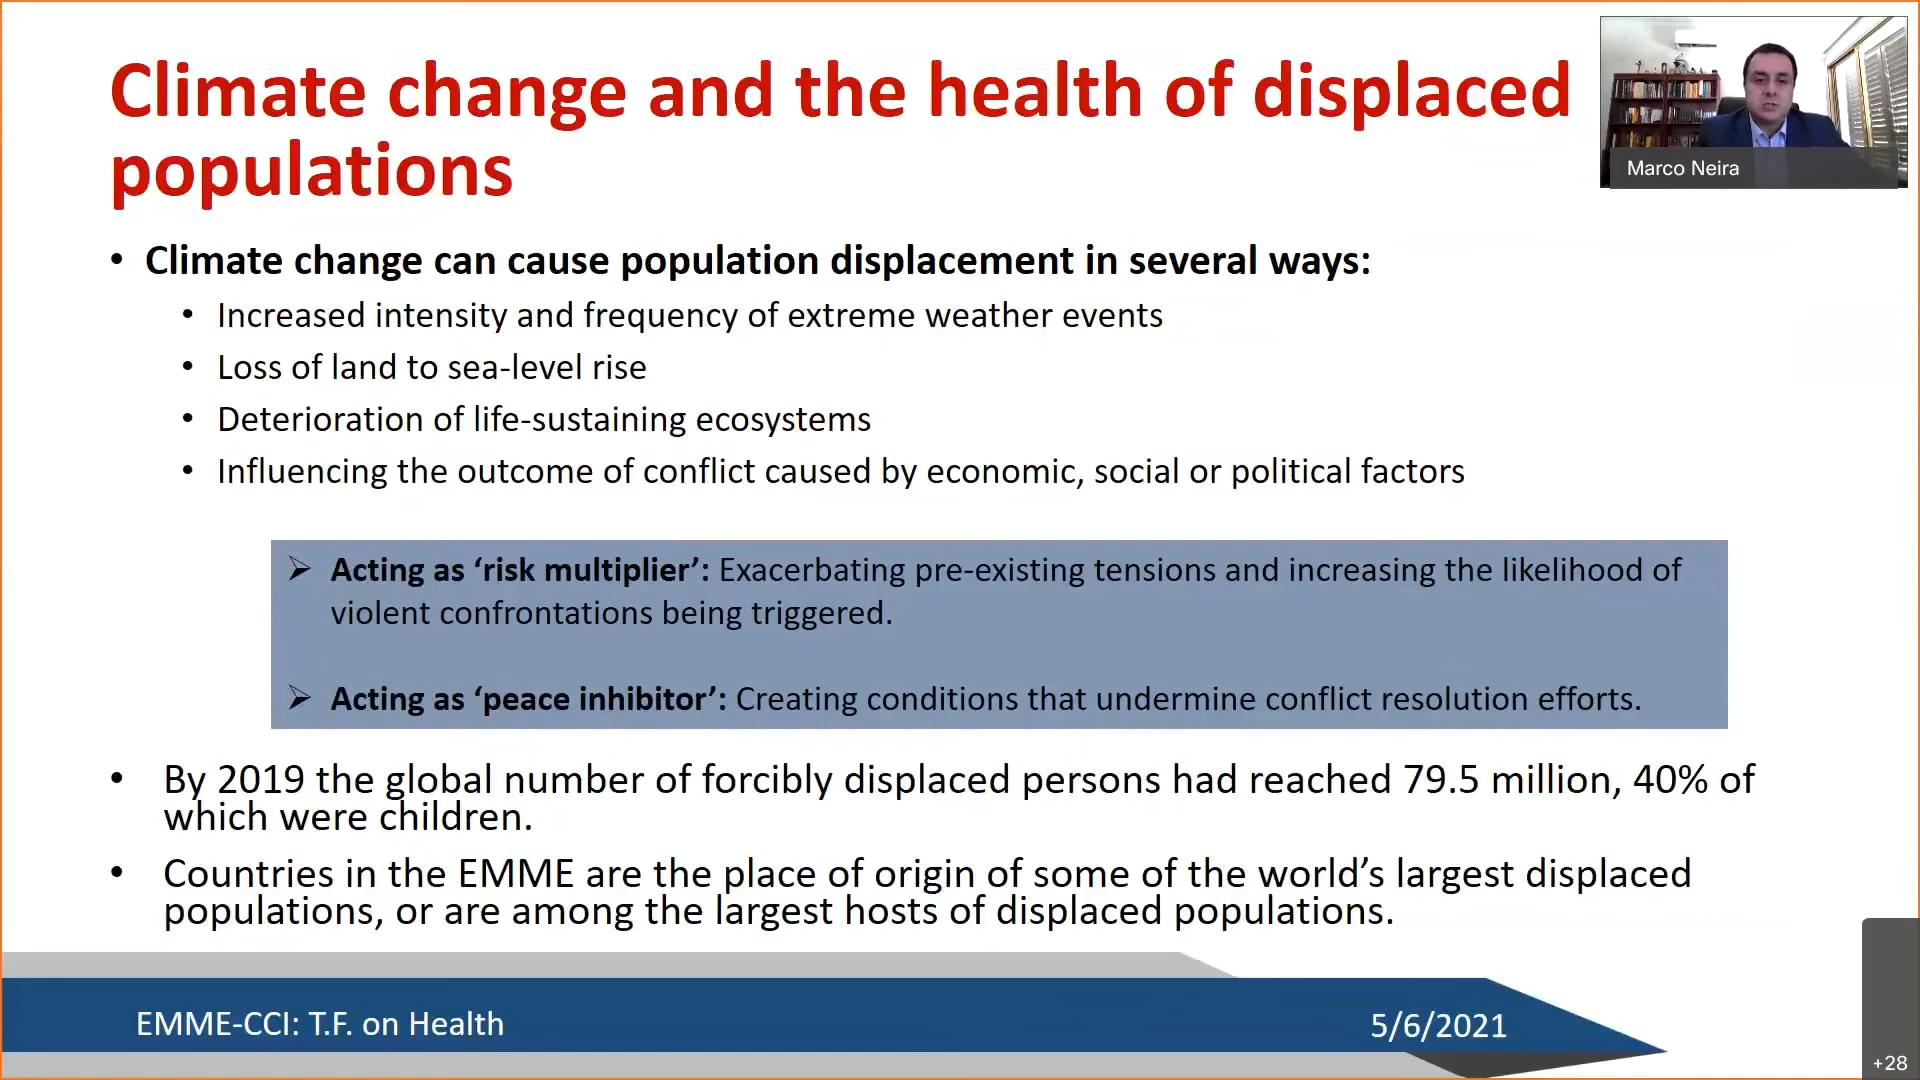 Climate change and the health of displaced
populations
Marco Neira
• Climate change can cause population displacement in several ways:
• Increased intensity and frequency of extreme weather events
• Loss of land to sea-level rise
• Deterioration of life-sustaining ecosystems
• Influencing the outcome of conflict caused by economic, social or political factors
➢ Acting as ‘risk multiplier’: Exacerbating pre-existing tensions and increasing the likelihood of
violent confrontations being triggered.
➢ Acting as ‘peace inhibitor’: Creating conditions that undermine conflict resolution efforts.
• By 2019 the global number of forcibly displaced persons had reached 79.5 million, 40% of
which were children.
• Countries in the EMME are the place of origin of some of the world’s largest displaced
populations, or are among the largest hosts of displaced populations.
EMME-CCI: T.F. on Health
5/6/2021
+28